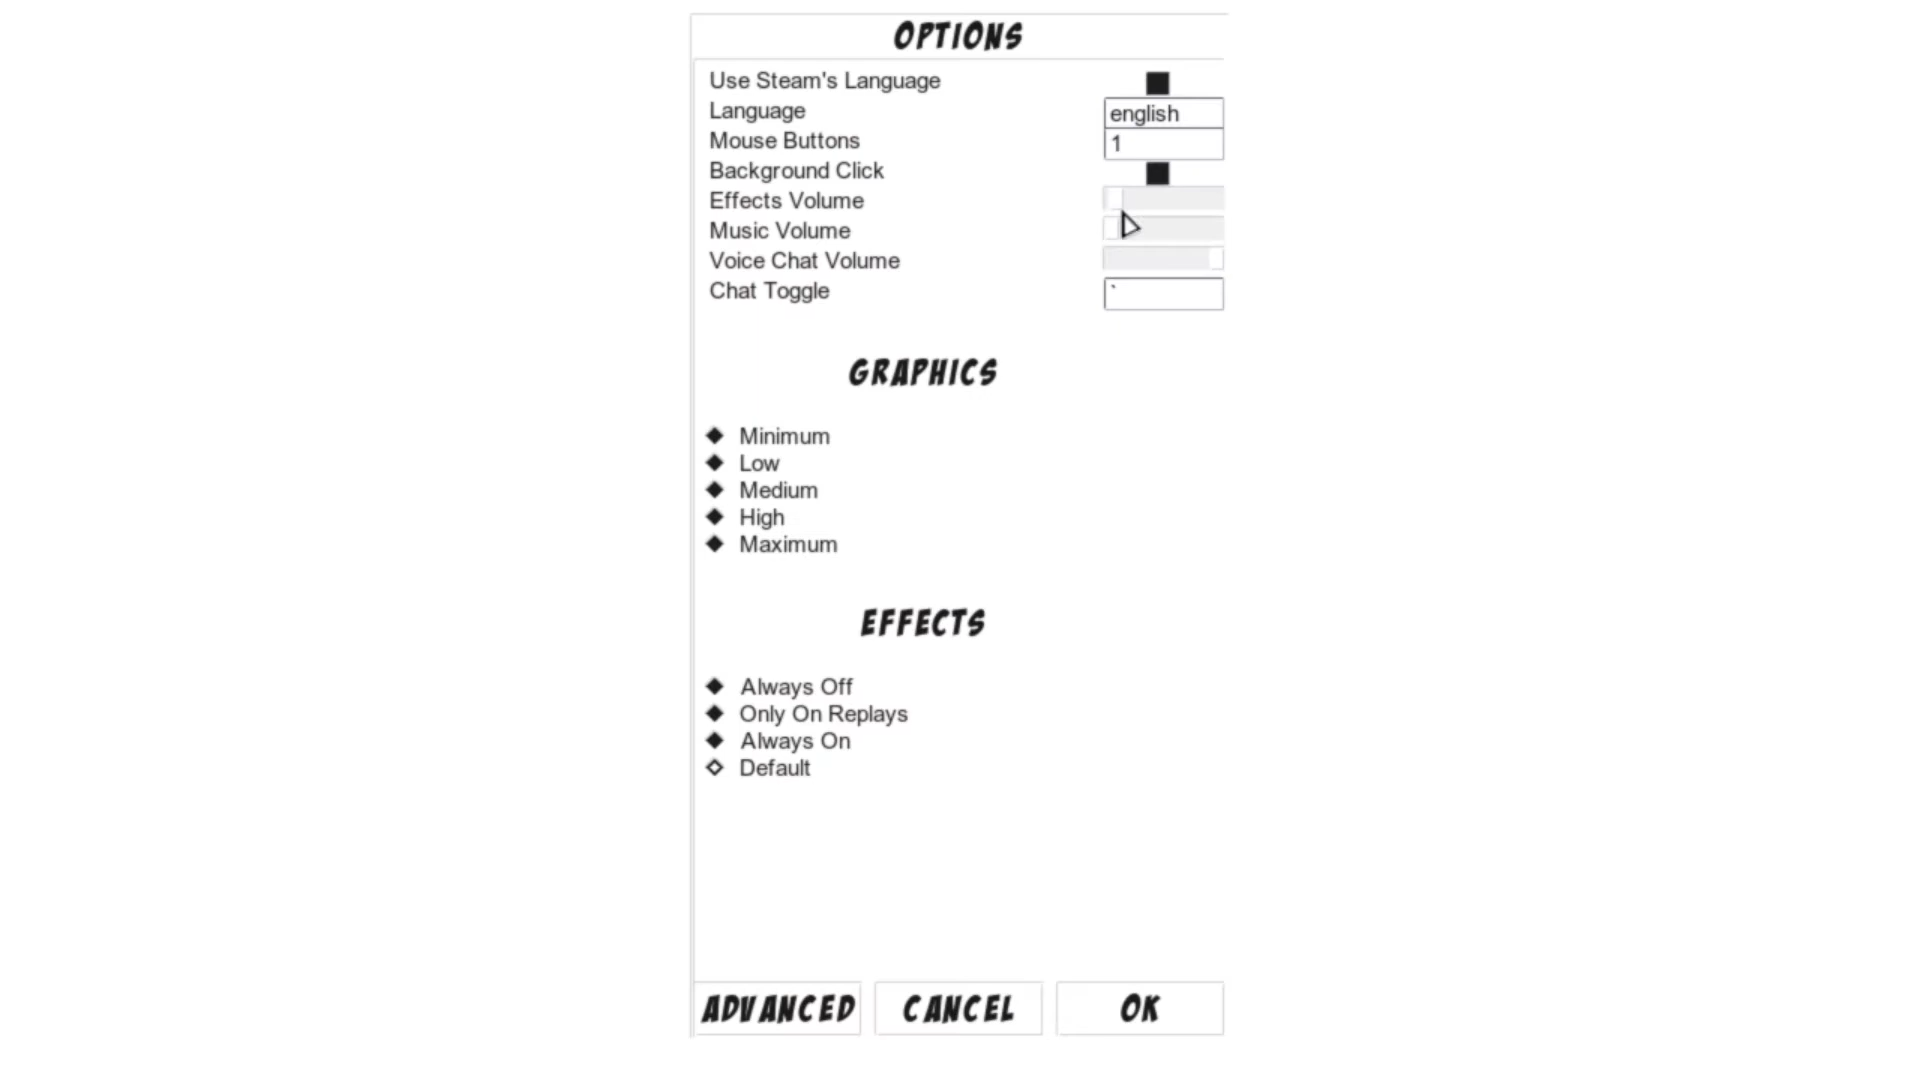 OPTIONS
Use Steam's Language
Language english
Mouse Buttons 1
Background Click
Effects Volume
Music Volume
Voice Chat Volume
Chat Toggle `
GRAPHICS
Minimum
Low
Medium
High
Maximum
EFFECTS
Always Off
Only On Replays
Always On
Default
ADVANCED CANCEL OK